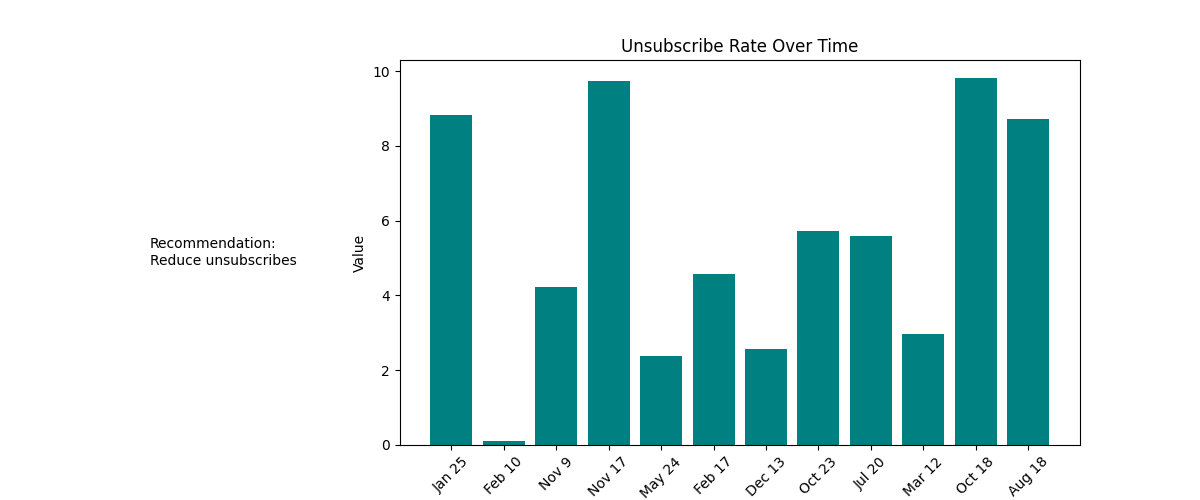 Unsubscribe Rate Over Time
Recommendation:
Reduce unsubscribes
Value
10
8
6
4
2
0
Jan 25
Feb 10
Nov 9
Nov 17
May 24
Feb 17
Dec 13
Oct 23
Jul 20
Mar 12
Oct 18
Aug 18